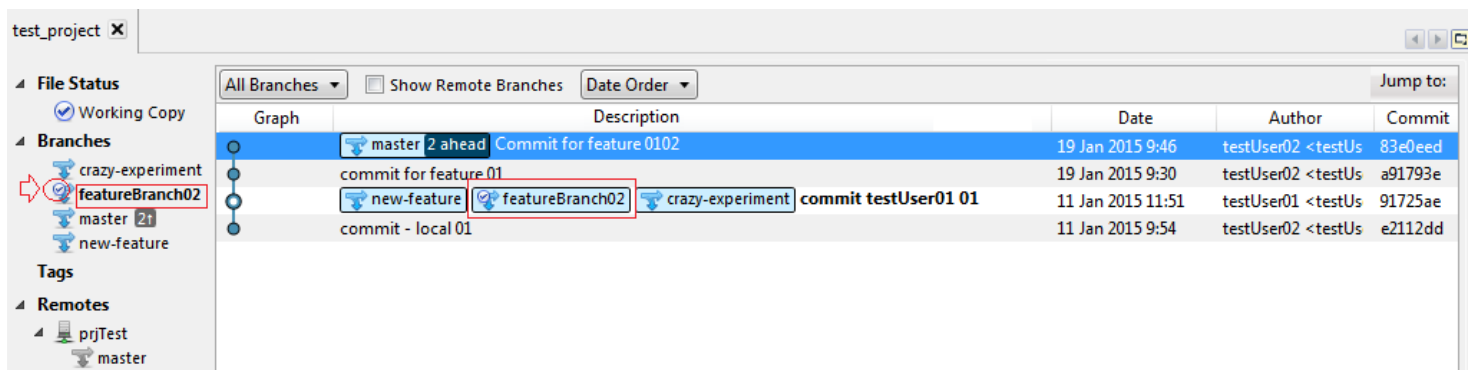 test_project
File Status
Working Copy
Branches
crazy-experiment
featureBranch02
master 2↑
new-feature
Tags
Remotes
prjTest
master
All Branches Show Remote Branches Date Order Jump to:
Graph Description Date Author Commit
master 2 ahead Commit for feature 0102 19 Jan 2015 9:46 testUser02 <testUs 83e0eed
commit for feature 01 19 Jan 2015 9:30 testUser02 <testUs a91793e
new-feature featureBranch02 crazy-experiment commit testUser01 01 11 Jan 2015 11:51 testUser01 <testUs 91725ae
commit - local 01 11 Jan 2015 9:54 testUser02 <testUs e2112dd